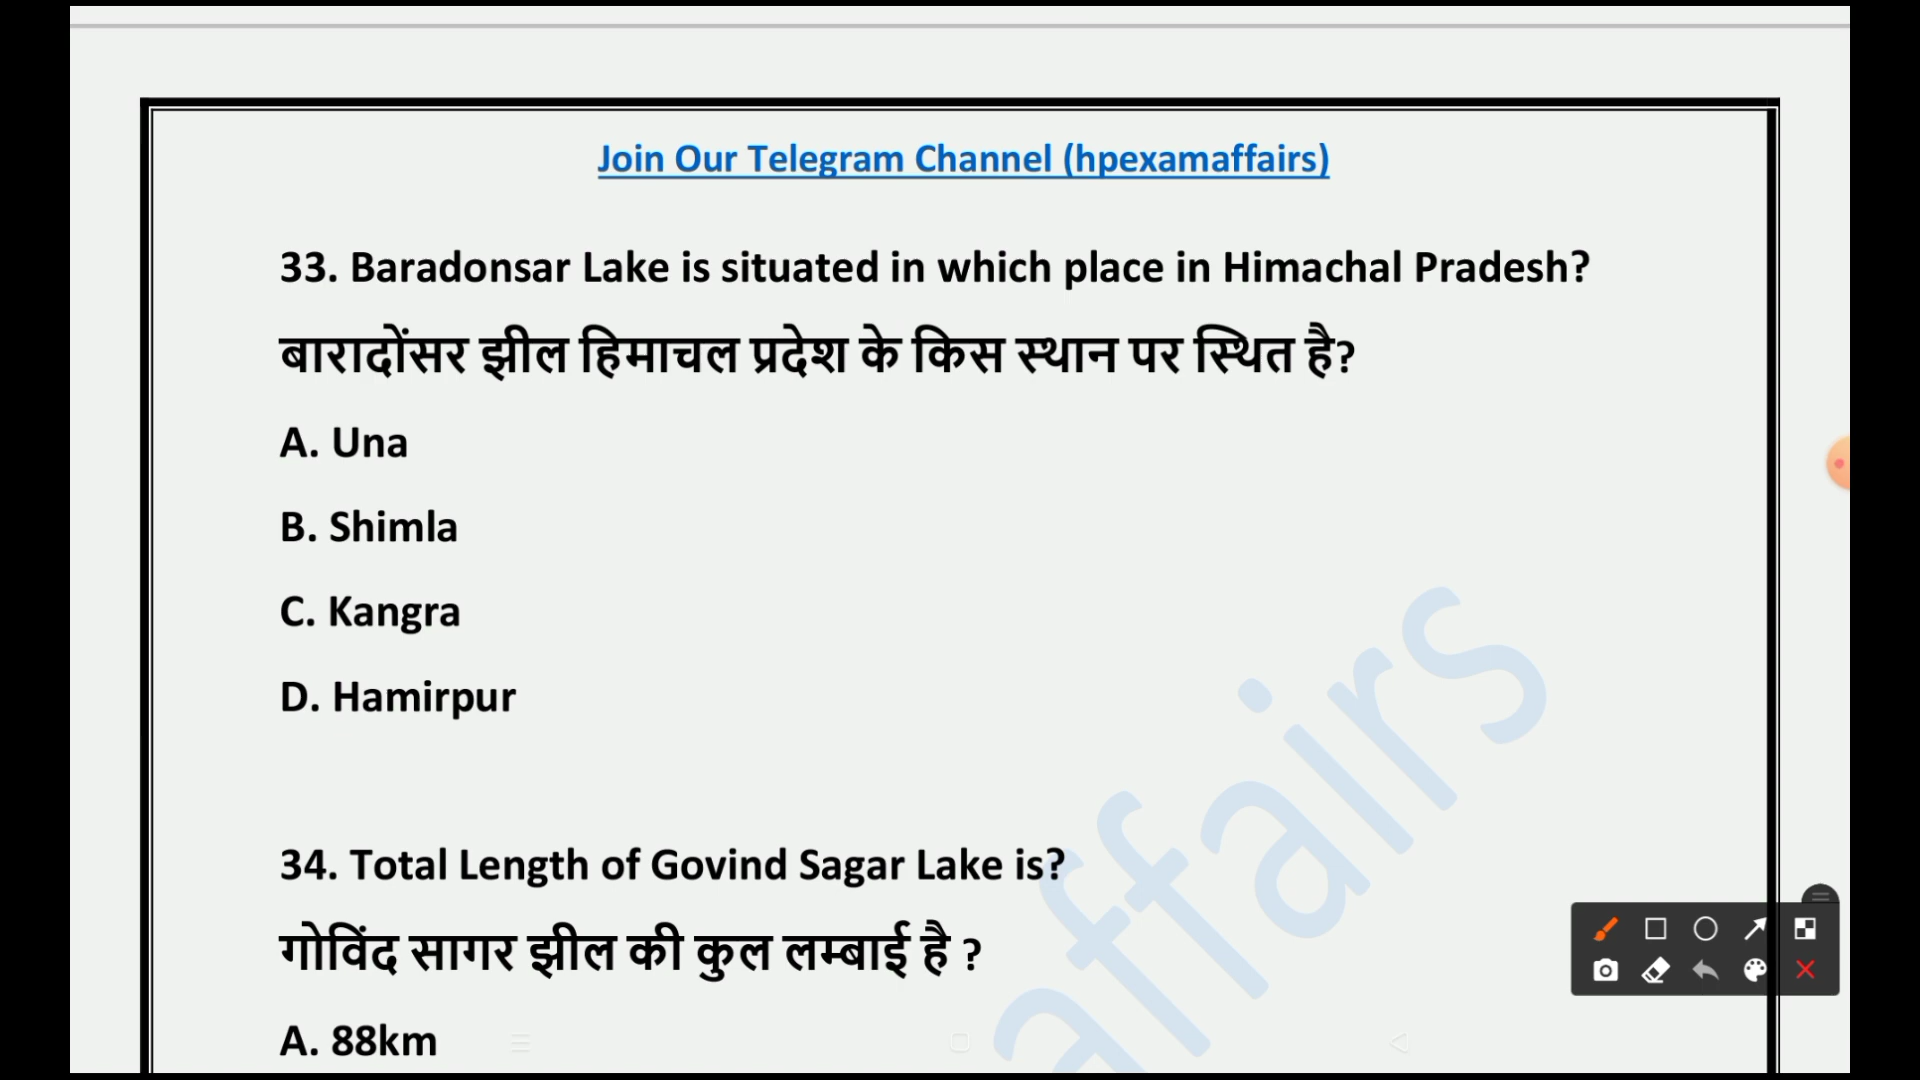 Join Our Telegram Channel (hpexamaffairs)
33. Baradonsar Lake is situated in which place in Himachal Pradesh?
बारादोंसर झील हिमाचल प्रदेश के किस स्थान पर स्थित है?
A. Una
B. Shimla
C. Kangra
D. Hamirpur
34. Total Length of Govind Sagar Lake is?
गोविंद सागर झील की कुल लम्बाई है ?
A. 88km
affairs